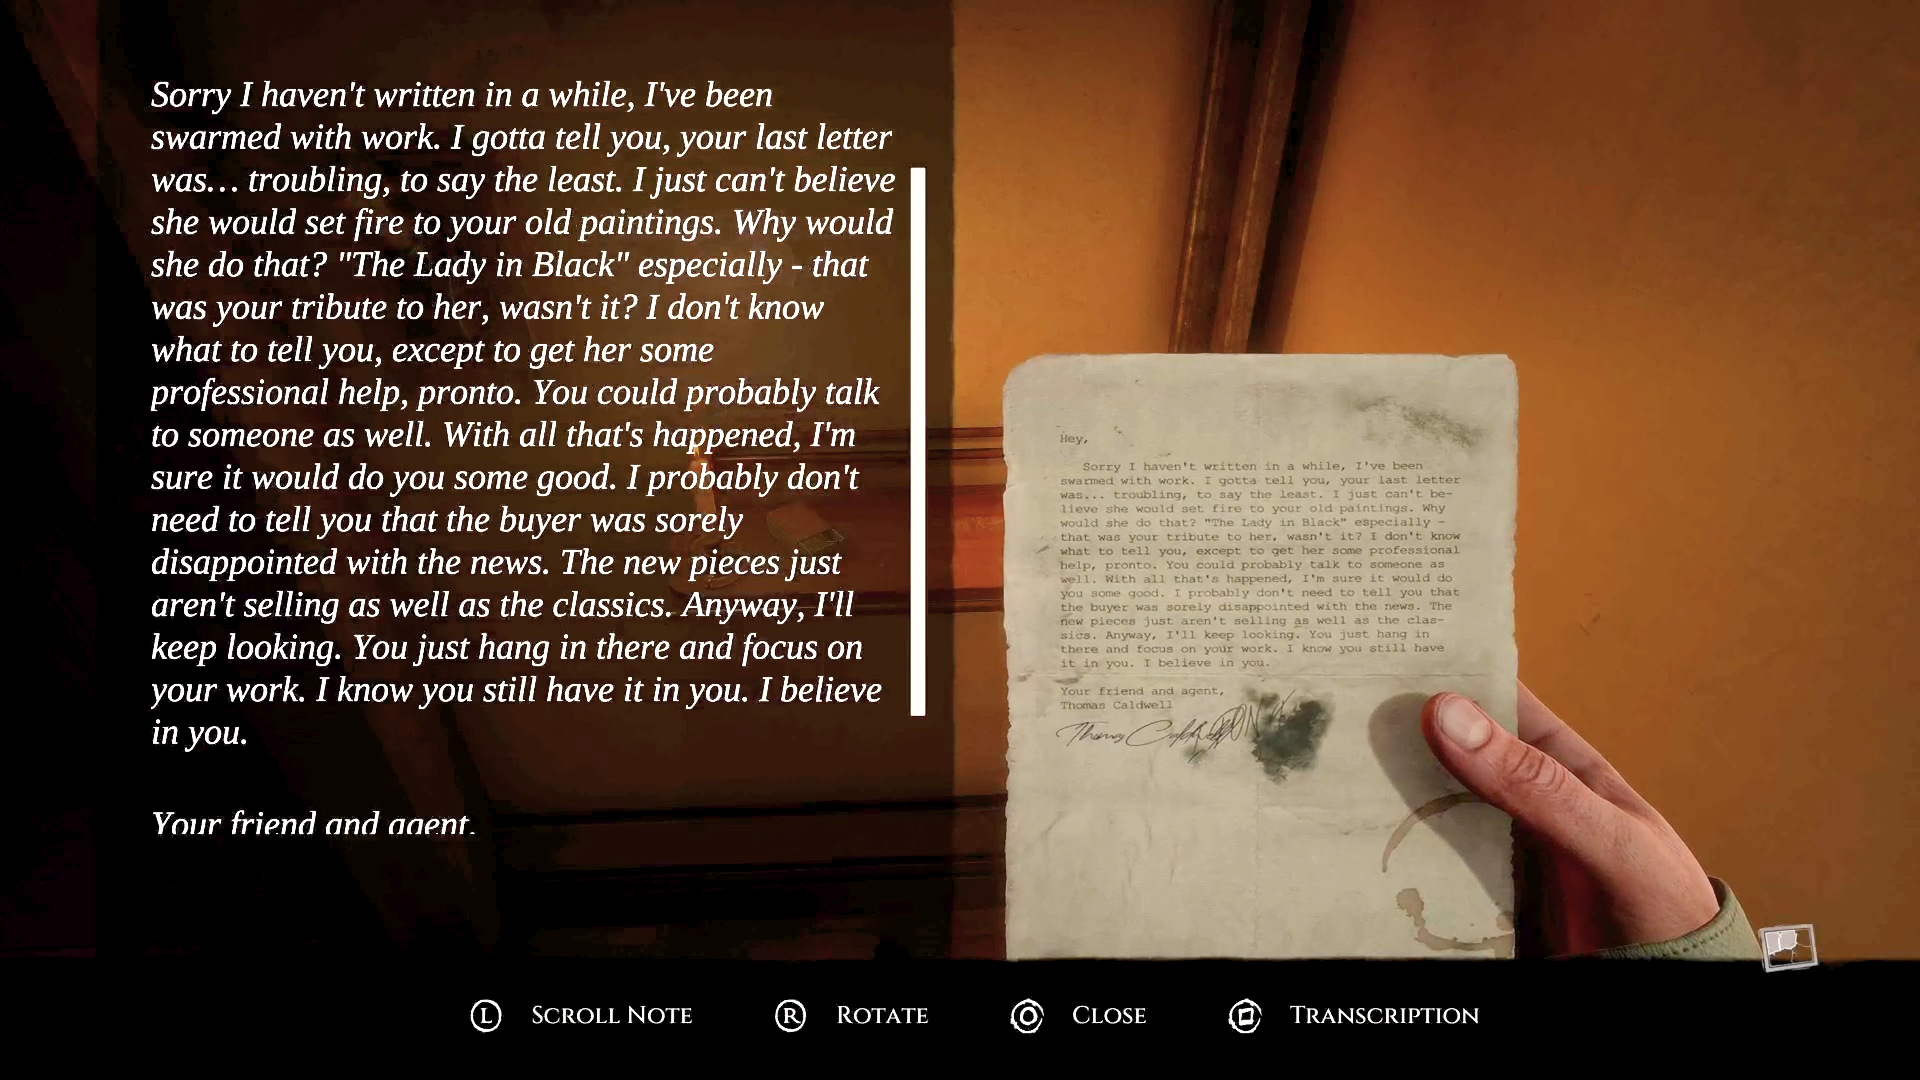 Sorry I haven't written in a while, I've been
swarmed with work. I gotta tell you, your last letter
was... troubling, to say the least. I just can't believe
she would set fire to your old paintings. Why would
she do that? "The Lady in Black" especially - that
was your tribute to her, wasn't it? I don't know
what to tell you, except to get her some
professional help, pronto. You could probably talk
to someone as well. With all that's happened, I'm
sure it would do you some good. I probably don't
need to tell you that the buyer was sorely
disappointed with the news. The new pieces just
aren't selling as well as the classics. Anyway, I'll
keep looking. You just hang in there and focus on
your work. I know you still have it in you. I believe
in you.
Your friend and agent,
Hey,
Sorry I haven't written in a while, I've been
swarmed with work. I gotta tell you, your last letter
was... troubling, to say the least. I just can't be-
lieve she would set fire to your old paintings. Why
would she do that? "The Lady in Black" especially -
that was your tribute to her, wasn't it? I don't know
what to tell you, except to get her some professional
help, pronto. You could probably talk to someone as
well. With all that's happened, I'm sure it would do
you some good. I probably don't need to tell you that
the buyer was sorely disappointed with the news. The
new pieces just aren't selling as well as the clas-
sics. Anyway, I'll keep looking. You just hang in
there and focus on your work. I know you still have
it in you. I believe in you.
Your friend and agent,
Thomas Caldwell
Thomas Caldwell
L SCROLL NOTE R ROTATE CLOSE TRANSCRIPTION